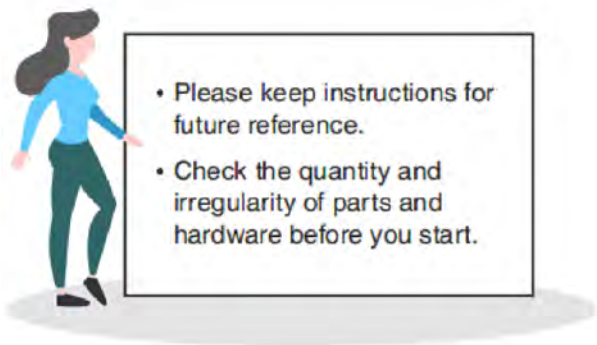 • Please keep instructions for
future reference.
• Check the quantity and
irregularity of parts and
hardware before you start.